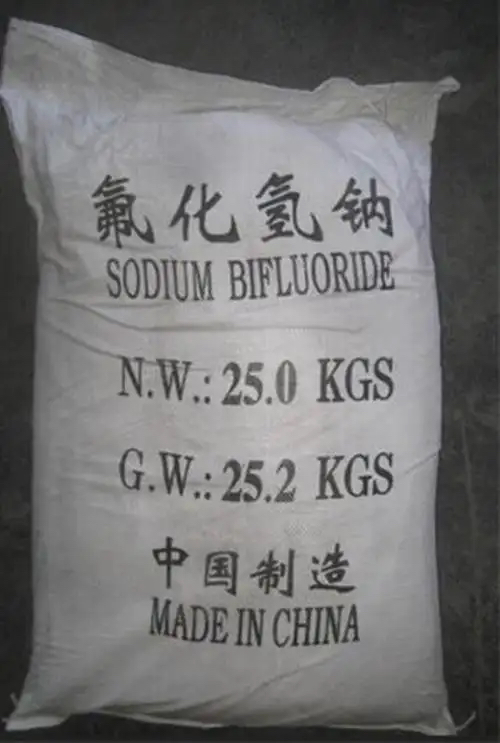 氟化氢钠
SODIUM BIFLUORIDE
N.W.: 25.0 KGS
G.W.: 25.2 KGS
中国制造
MADE IN CHINA